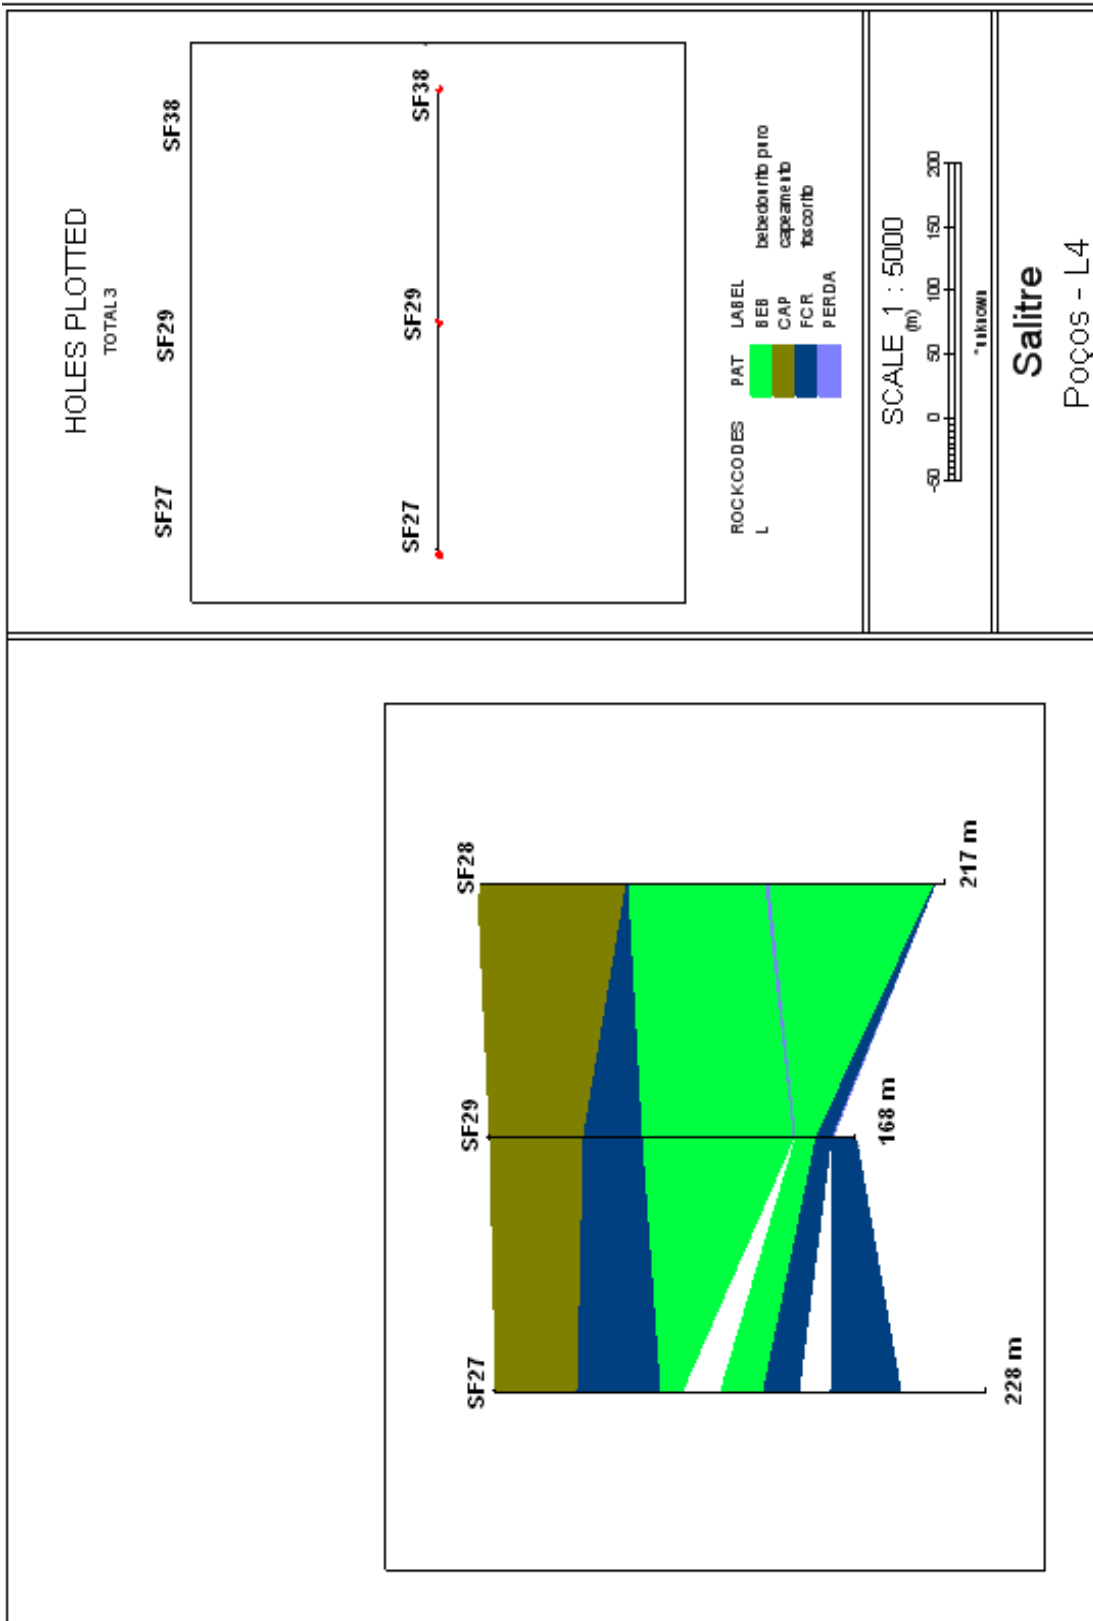 HOLES PLOTTED
TOTAL 3
SF27 SF29 SF38
SF27 SF29 SF38
ROCKCODES PAT LABEL
L BEB bebedourito puro
CAP capeamento
FCR foscorito
PERDA
SCALE 1 : 5000
(m)
-50 0 50 100 150 200
Salitre
Poços - L4
SF27 SF29 SF28
228 m
168 m
217 m